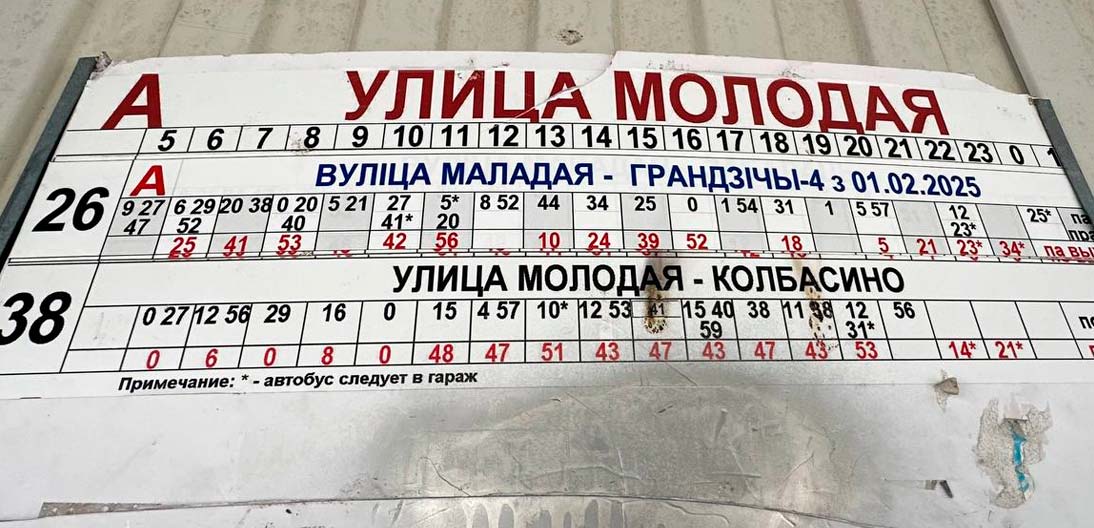 А УЛИЦА МОЛОДАЯ
5 6 7 8 9 10 11 12 13 14 15 16 17 18 19 20 21 22 23 0
А ВУЛІЦА МАЛАДАЯ - ГРАНДЗІЧЫ-4 з 01.02.2025
26 9 27 6 29 20 38 0 20 5 21 27 5* 8 52 44 34 25 0 1 54 31 1 5 57 12 25*
47 52 40 41* 20 23*
25 41 53 42 56 10 24 39 52 18 5 21 23* 34* па
УЛИЦА МОЛОДАЯ - КОЛБАСИНО
38 0 27 12 56 29 16 0 15 4 57 10* 12 53 41 15 40 38 11 38 12 56
59 31*
0 6 0 8 0 48 47 51 43 47 43 47 43 53 14* 21*
Примечание: * - автобус следует в гараж